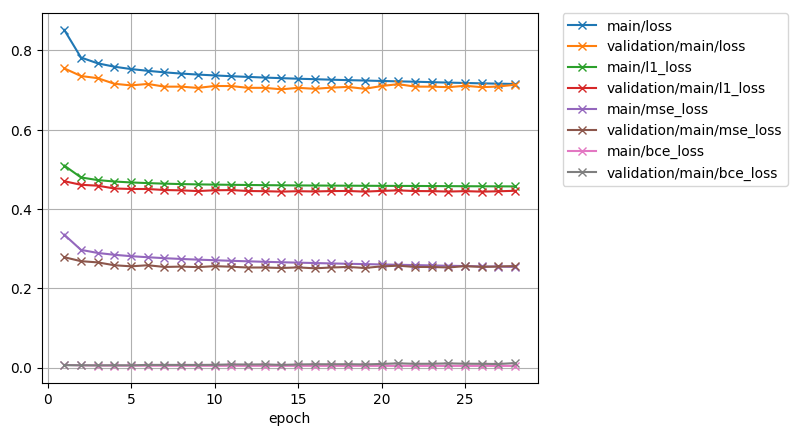 0.8
0.6
0.4
0.2
0.0
0
5
10
15
20
25
epoch
main/loss
validation/main/loss
main/l1_loss
validation/main/l1_loss
main/mse_loss
validation/main/mse_loss
main/bce_loss
validation/main/bce_loss